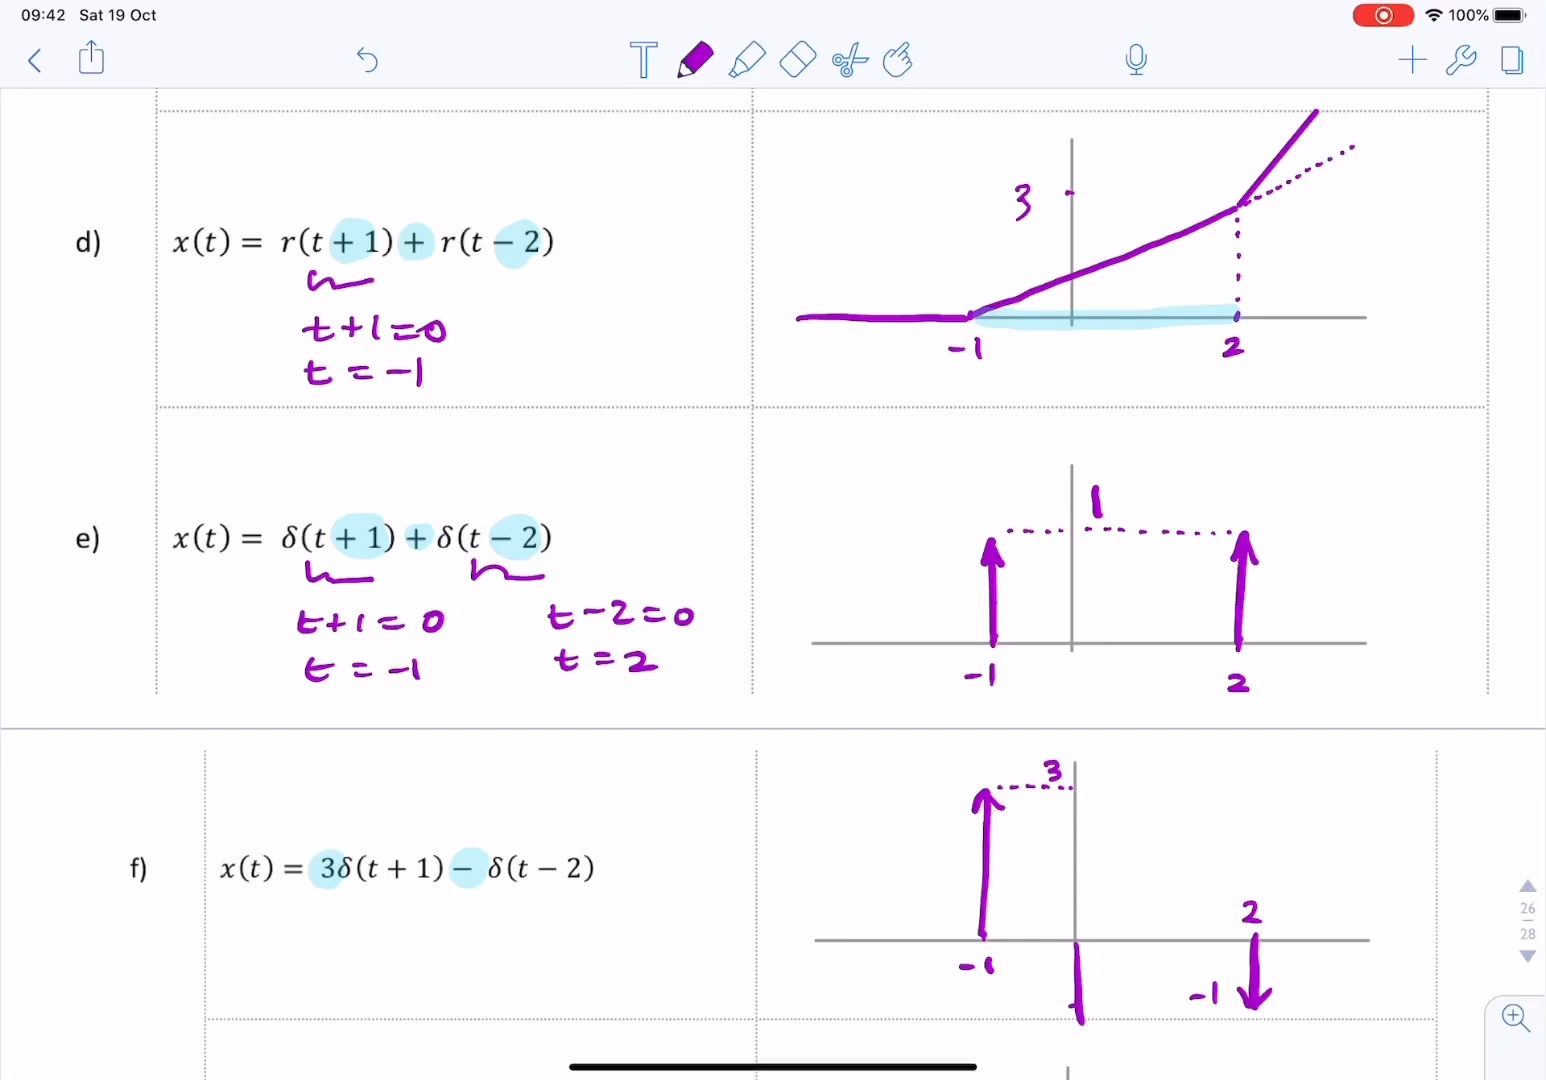 09:42 Sat 19 Oct
100%
T
d)
x(t) = r(t + 1) + r(t − 2)
t+1=0
t = -1
3
-1
2
e)
x(t) = δ(t + 1) + δ(t − 2)
t+1=0
t = -1
t-2=0
t = 2
1
-1
2
f)
x(t) = 3δ(t + 1) − δ(t − 2)
3
-1
2
-1
26
28